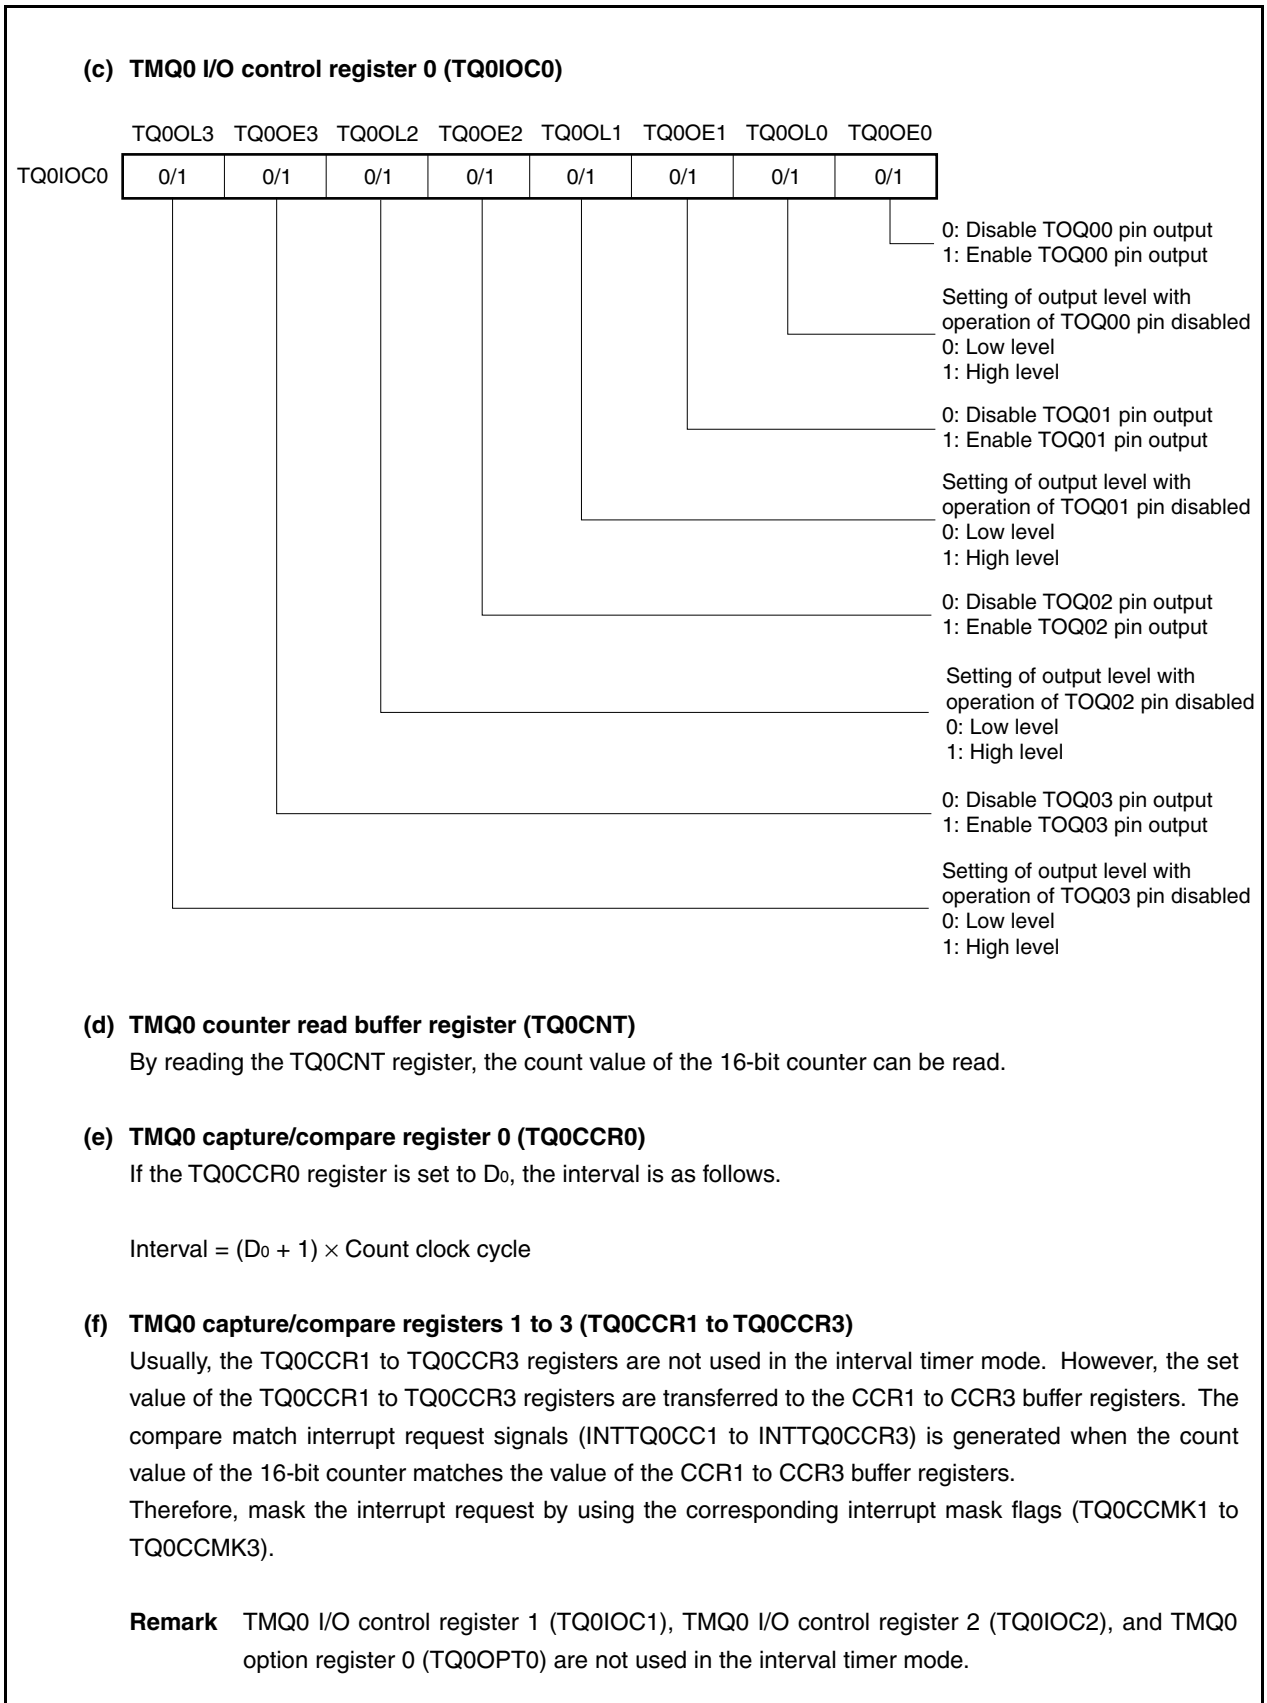 (c) TMQ0 I/O control register 0 (TQ0IOC0)
TQ0OL3 TQ0OE3 TQ0OL2 TQ0OE2 TQ0OL1 TQ0OE1 TQ0OL0 TQ0OE0
TQ0IOC0 0/1 0/1 0/1 0/1 0/1 0/1 0/1 0/1
0: Disable TOQ00 pin output
1: Enable TOQ00 pin output
Setting of output level with
operation of TOQ00 pin disabled
0: Low level
1: High level
0: Disable TOQ01 pin output
1: Enable TOQ01 pin output
Setting of output level with
operation of TOQ01 pin disabled
0: Low level
1: High level
0: Disable TOQ02 pin output
1: Enable TOQ02 pin output
Setting of output level with
operation of TOQ02 pin disabled
0: Low level
1: High level
0: Disable TOQ03 pin output
1: Enable TOQ03 pin output
Setting of output level with
operation of TOQ03 pin disabled
0: Low level
1: High level
(d) TMQ0 counter read buffer register (TQ0CNT)
By reading the TQ0CNT register, the count value of the 16-bit counter can be read.
(e) TMQ0 capture/compare register 0 (TQ0CCR0)
If the TQ0CCR0 register is set to D0, the interval is as follows.
Interval = (D0 + 1) × Count clock cycle
(f) TMQ0 capture/compare registers 1 to 3 (TQ0CCR1 to TQ0CCR3)
Usually, the TQ0CCR1 to TQ0CCR3 registers are not used in the interval timer mode. However, the set
value of the TQ0CCR1 to TQ0CCR3 registers are transferred to the CCR1 to CCR3 buffer registers. The
compare match interrupt request signals (INTTQ0CC1 to INTTQ0CCR3) is generated when the count
value of the 16-bit counter matches the value of the CCR1 to CCR3 buffer registers.
Therefore, mask the interrupt request by using the corresponding interrupt mask flags (TQ0CCMK1 to
TQ0CCMK3).
Remark TMQ0 I/O control register 1 (TQ0IOC1), TMQ0 I/O control register 2 (TQ0IOC2), and TMQ0
option register 0 (TQ0OPT0) are not used in the interval timer mode.